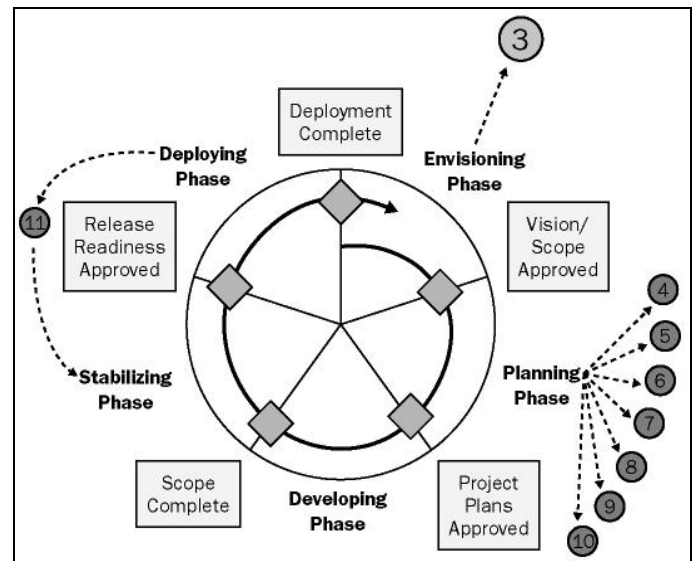 3
Deployment
Complete
Deploying
Phase
Envisioning
Phase
11
Release
Readiness
Approved
Vision/
Scope
Approved
4
5
6
7
8
9
10
Stabilizing
Phase
Planning
Phase
Scope
Complete
Developing
Phase
Project
Plans
Approved